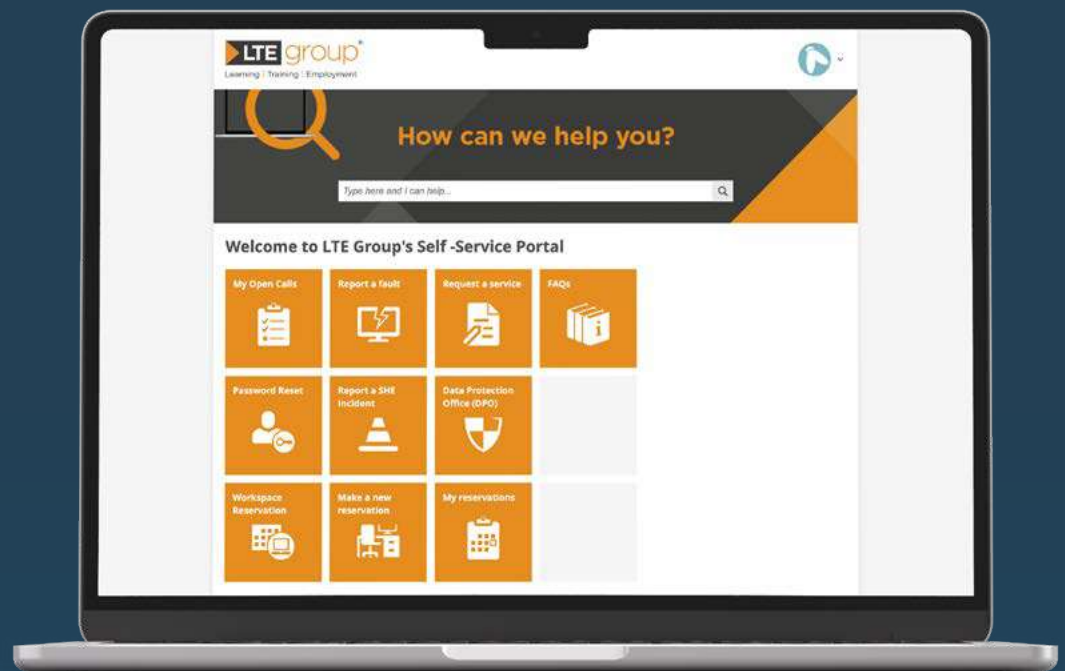 LTE group
Learning | Training | Employment
How can we help you?
Type here and I can help...
Welcome to LTE Group's Self -Service Portal
My Open Calls
Report a fault
Request a service
FAQs
i
Password Reset
Report a SHE
Incident
Data Protection
Office (DPO)
Workspace
Reservation
Make a new
reservation
My reservations